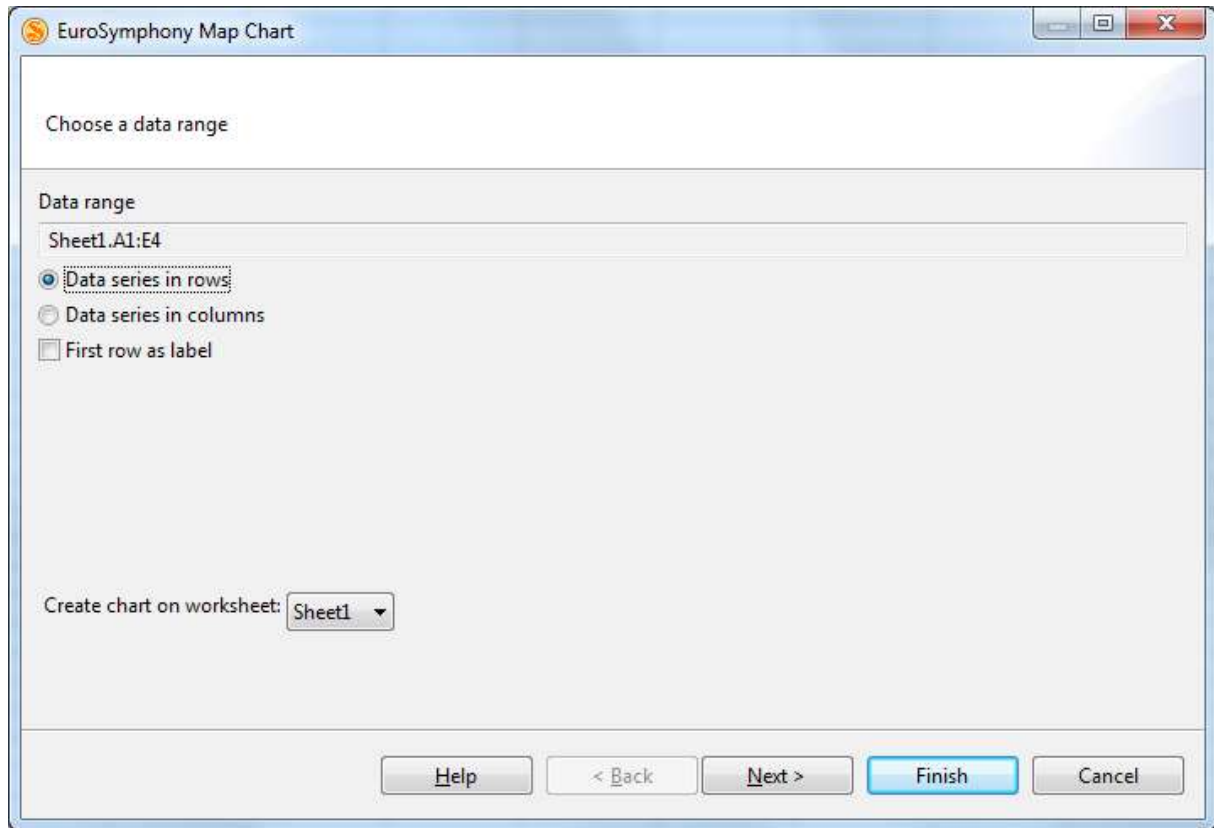 EuroSymphony Map Chart
Choose a data range
Data range
Sheet1.A1:E4
Data series in rows
Data series in columns
First row as label
Create chart on worksheet: Sheet1
Help < Back Next > Finish Cancel